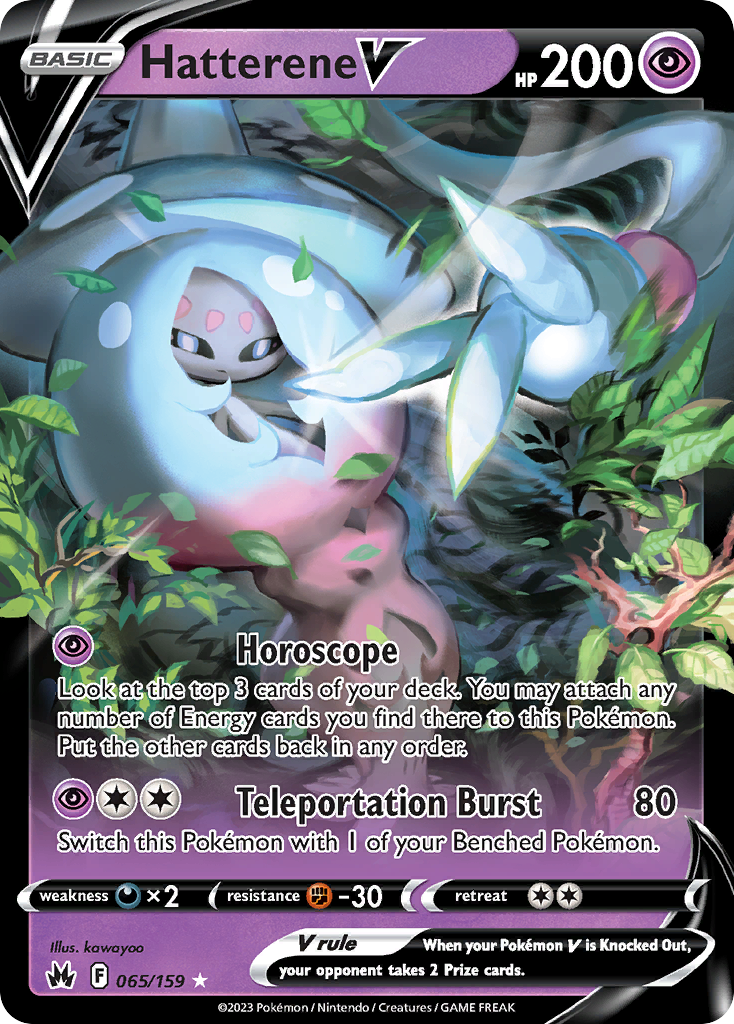 BASIC Hatterene V HP 200
Horoscope
Look at the top 3 cards of your deck. You may attach any
number of Energy cards you find there to this Pokémon.
Put the other cards back in any order.
Teleportation Burst 80
Switch this Pokémon with 1 of your Benched Pokémon.
weakness ×2 resistance -30 retreat
Illus. kawayoo
V rule When your Pokémon V is Knocked Out,
your opponent takes 2 Prize cards.
F 065/159 ★
©2023 Pokémon / Nintendo / Creatures / GAME FREAK